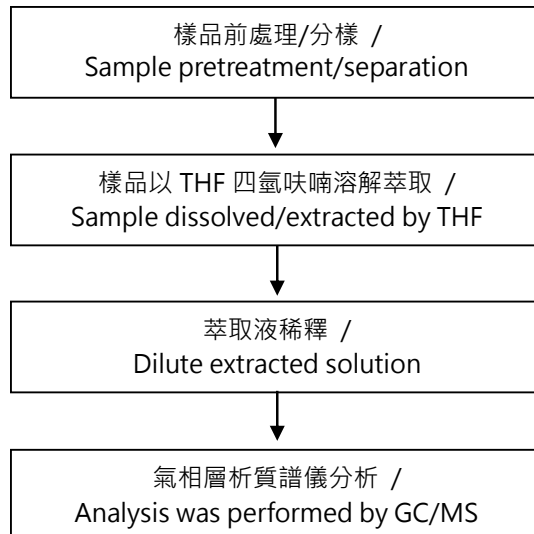 樣品前處理/分樣 /
Sample pretreatment/separation
樣品以 THF 四氫呋喃溶解萃取 /
Sample dissolved/extracted by THF
萃取液稀釋 /
Dilute extracted solution
氣相層析質譜儀分析 /
Analysis was performed by GC/MS